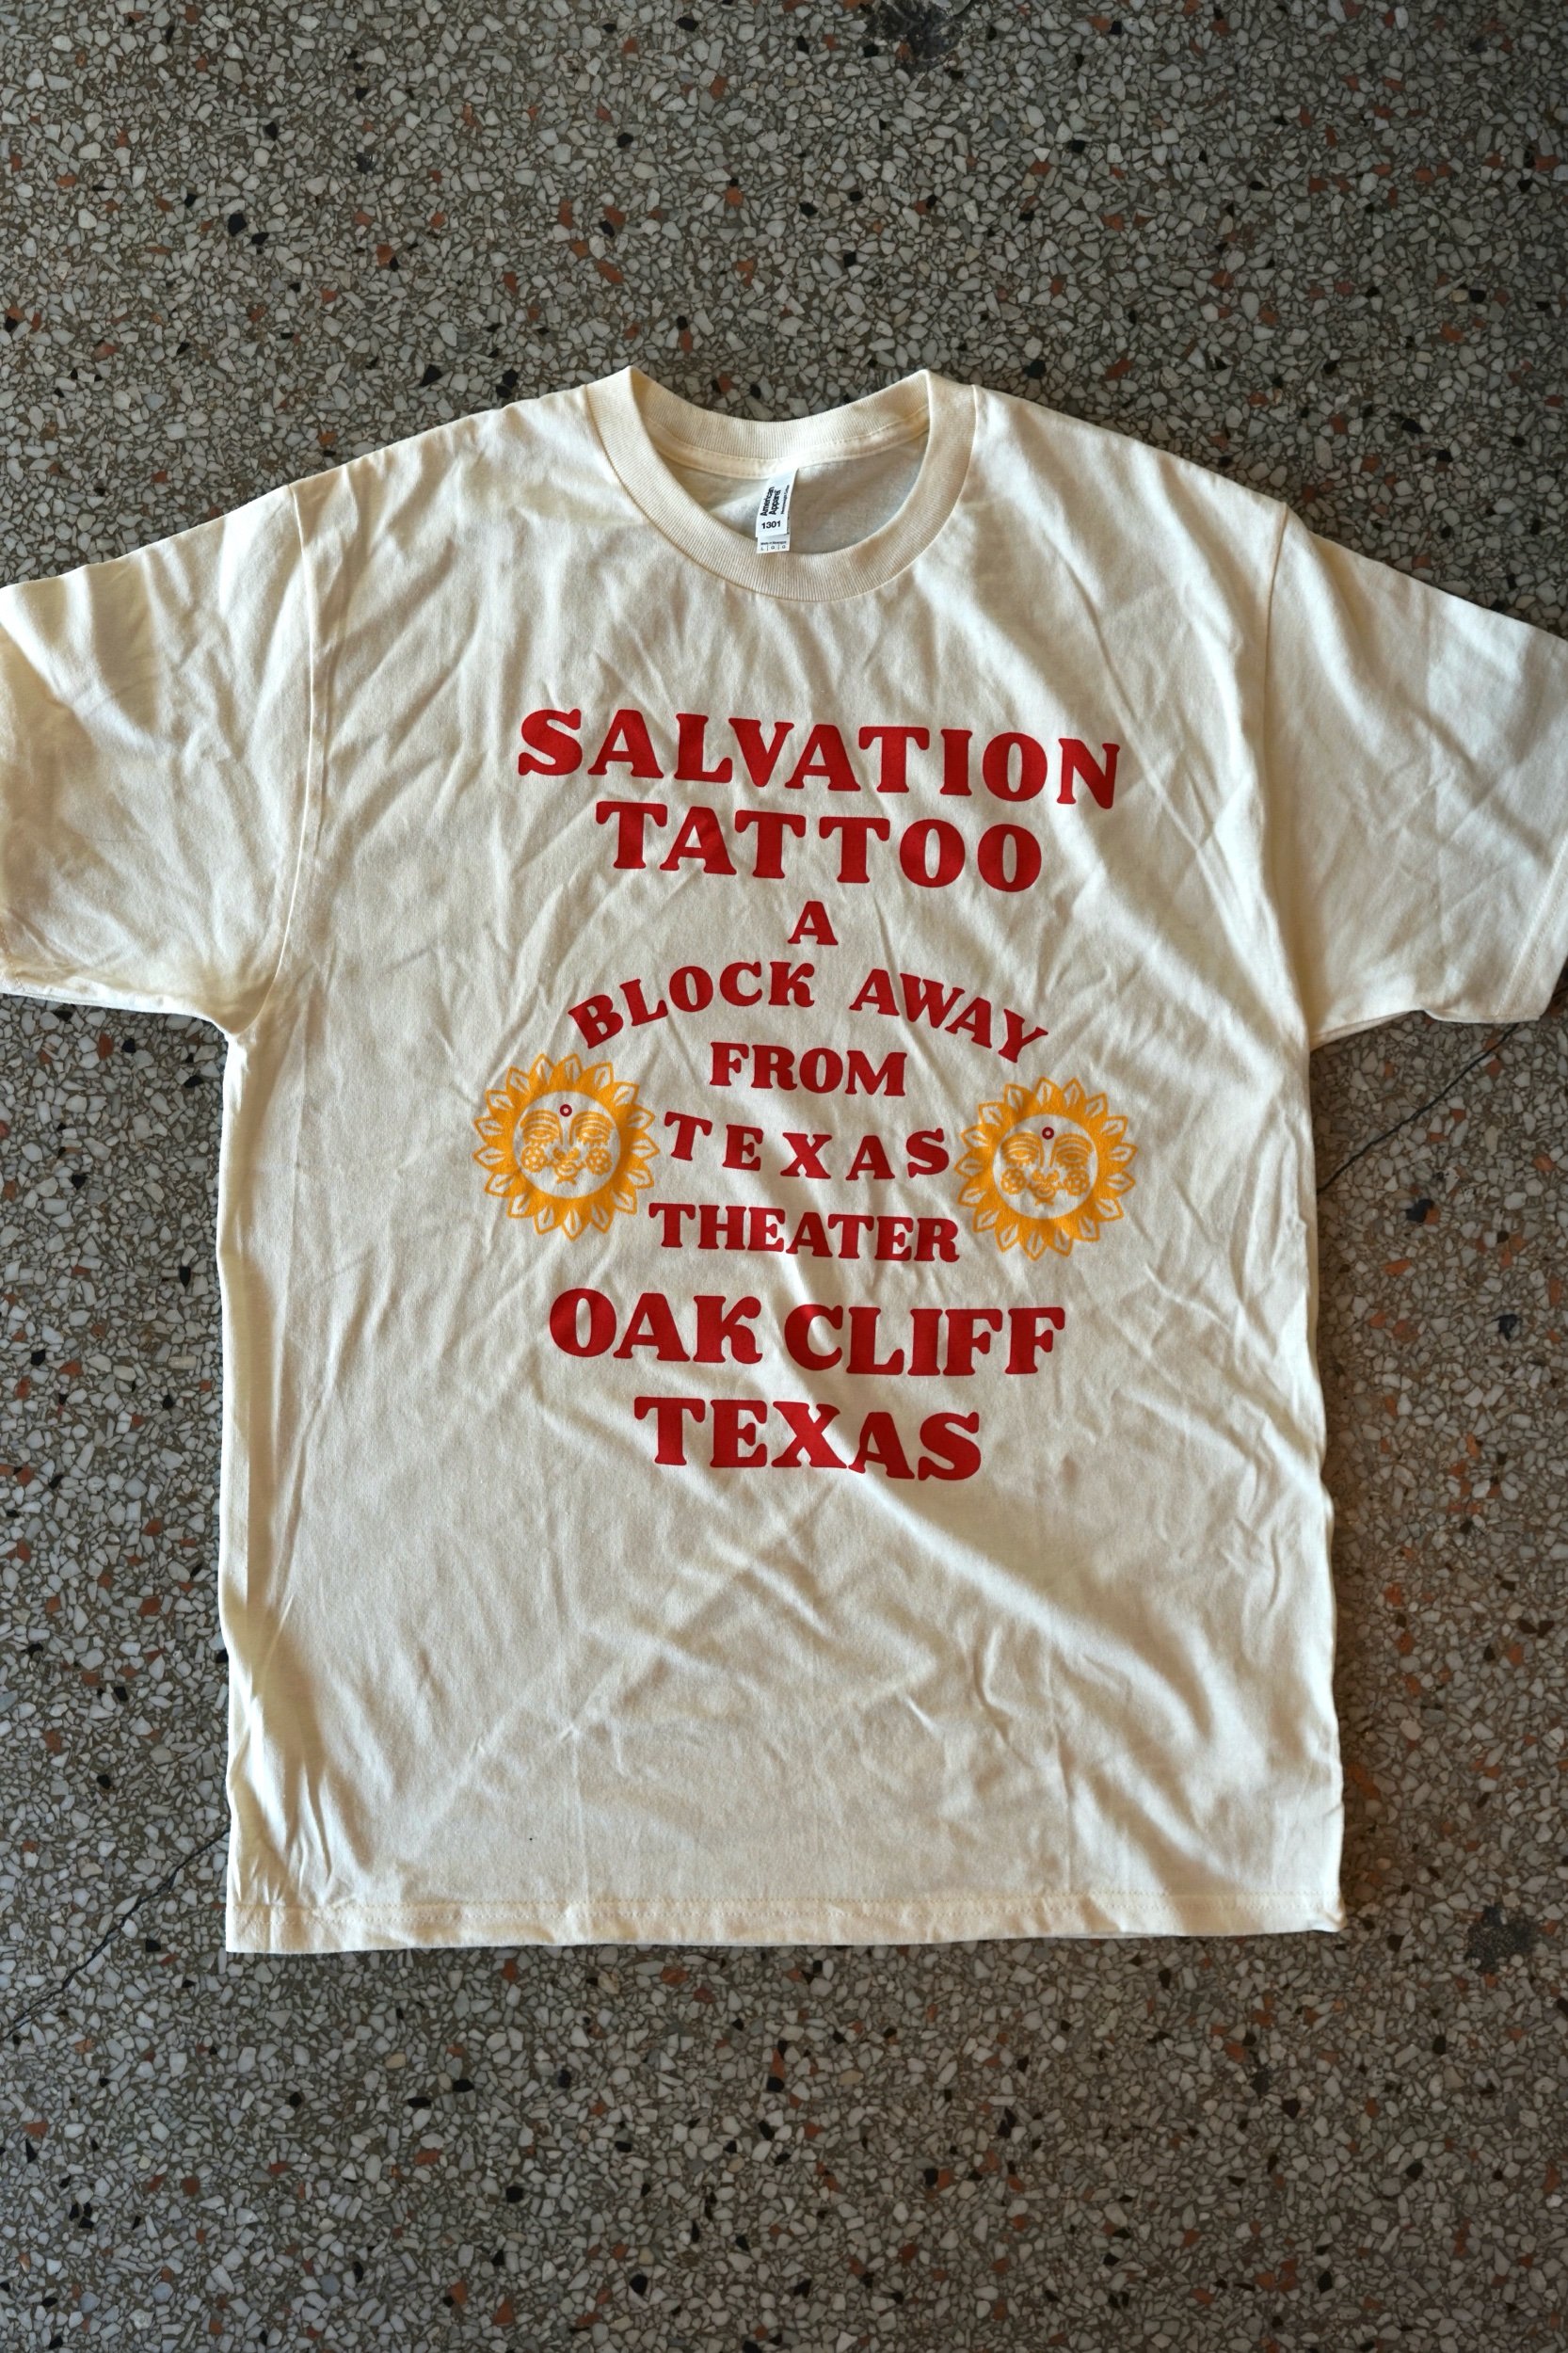 American
Apparel
1301
SALVATION
TATTOO
A
BLOCK AWAY
FROM
TEXAS
THEATER
OAK CLIFF
TEXAS